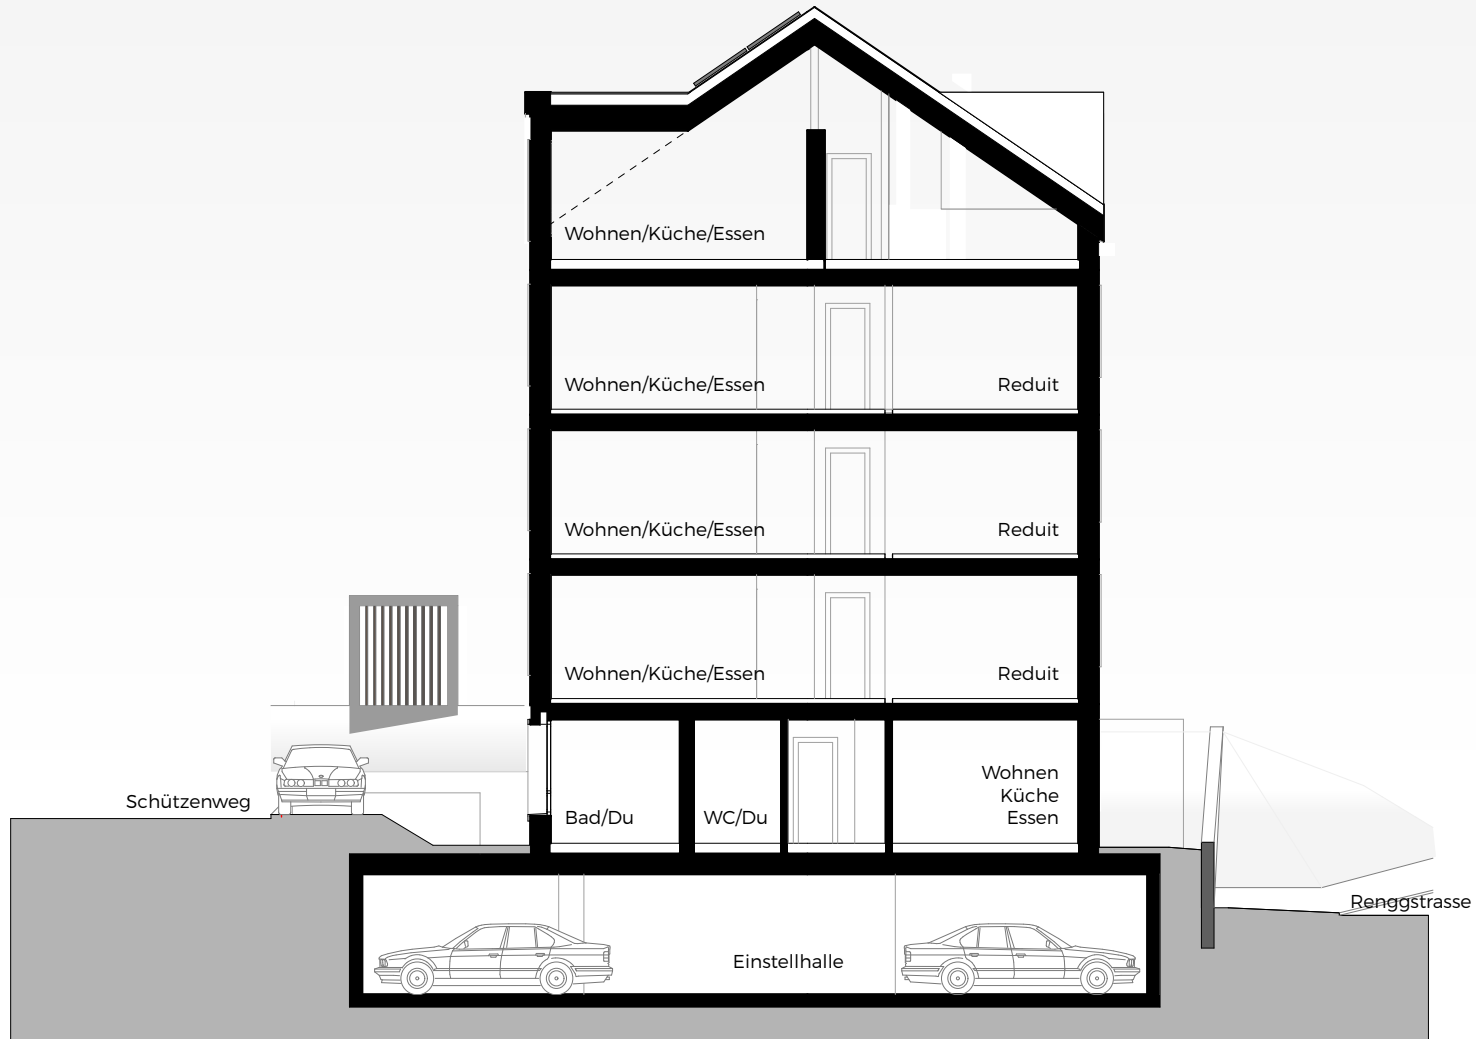 Wohnen/Küche/Essen
Wohnen/Küche/Essen
Reduit
Wohnen/Küche/Essen
Reduit
Wohnen/Küche/Essen
Reduit
Schützenweg
Bad/Du
WC/Du
Wohnen
Küche
Essen
Renggstrasse
Einstellhalle